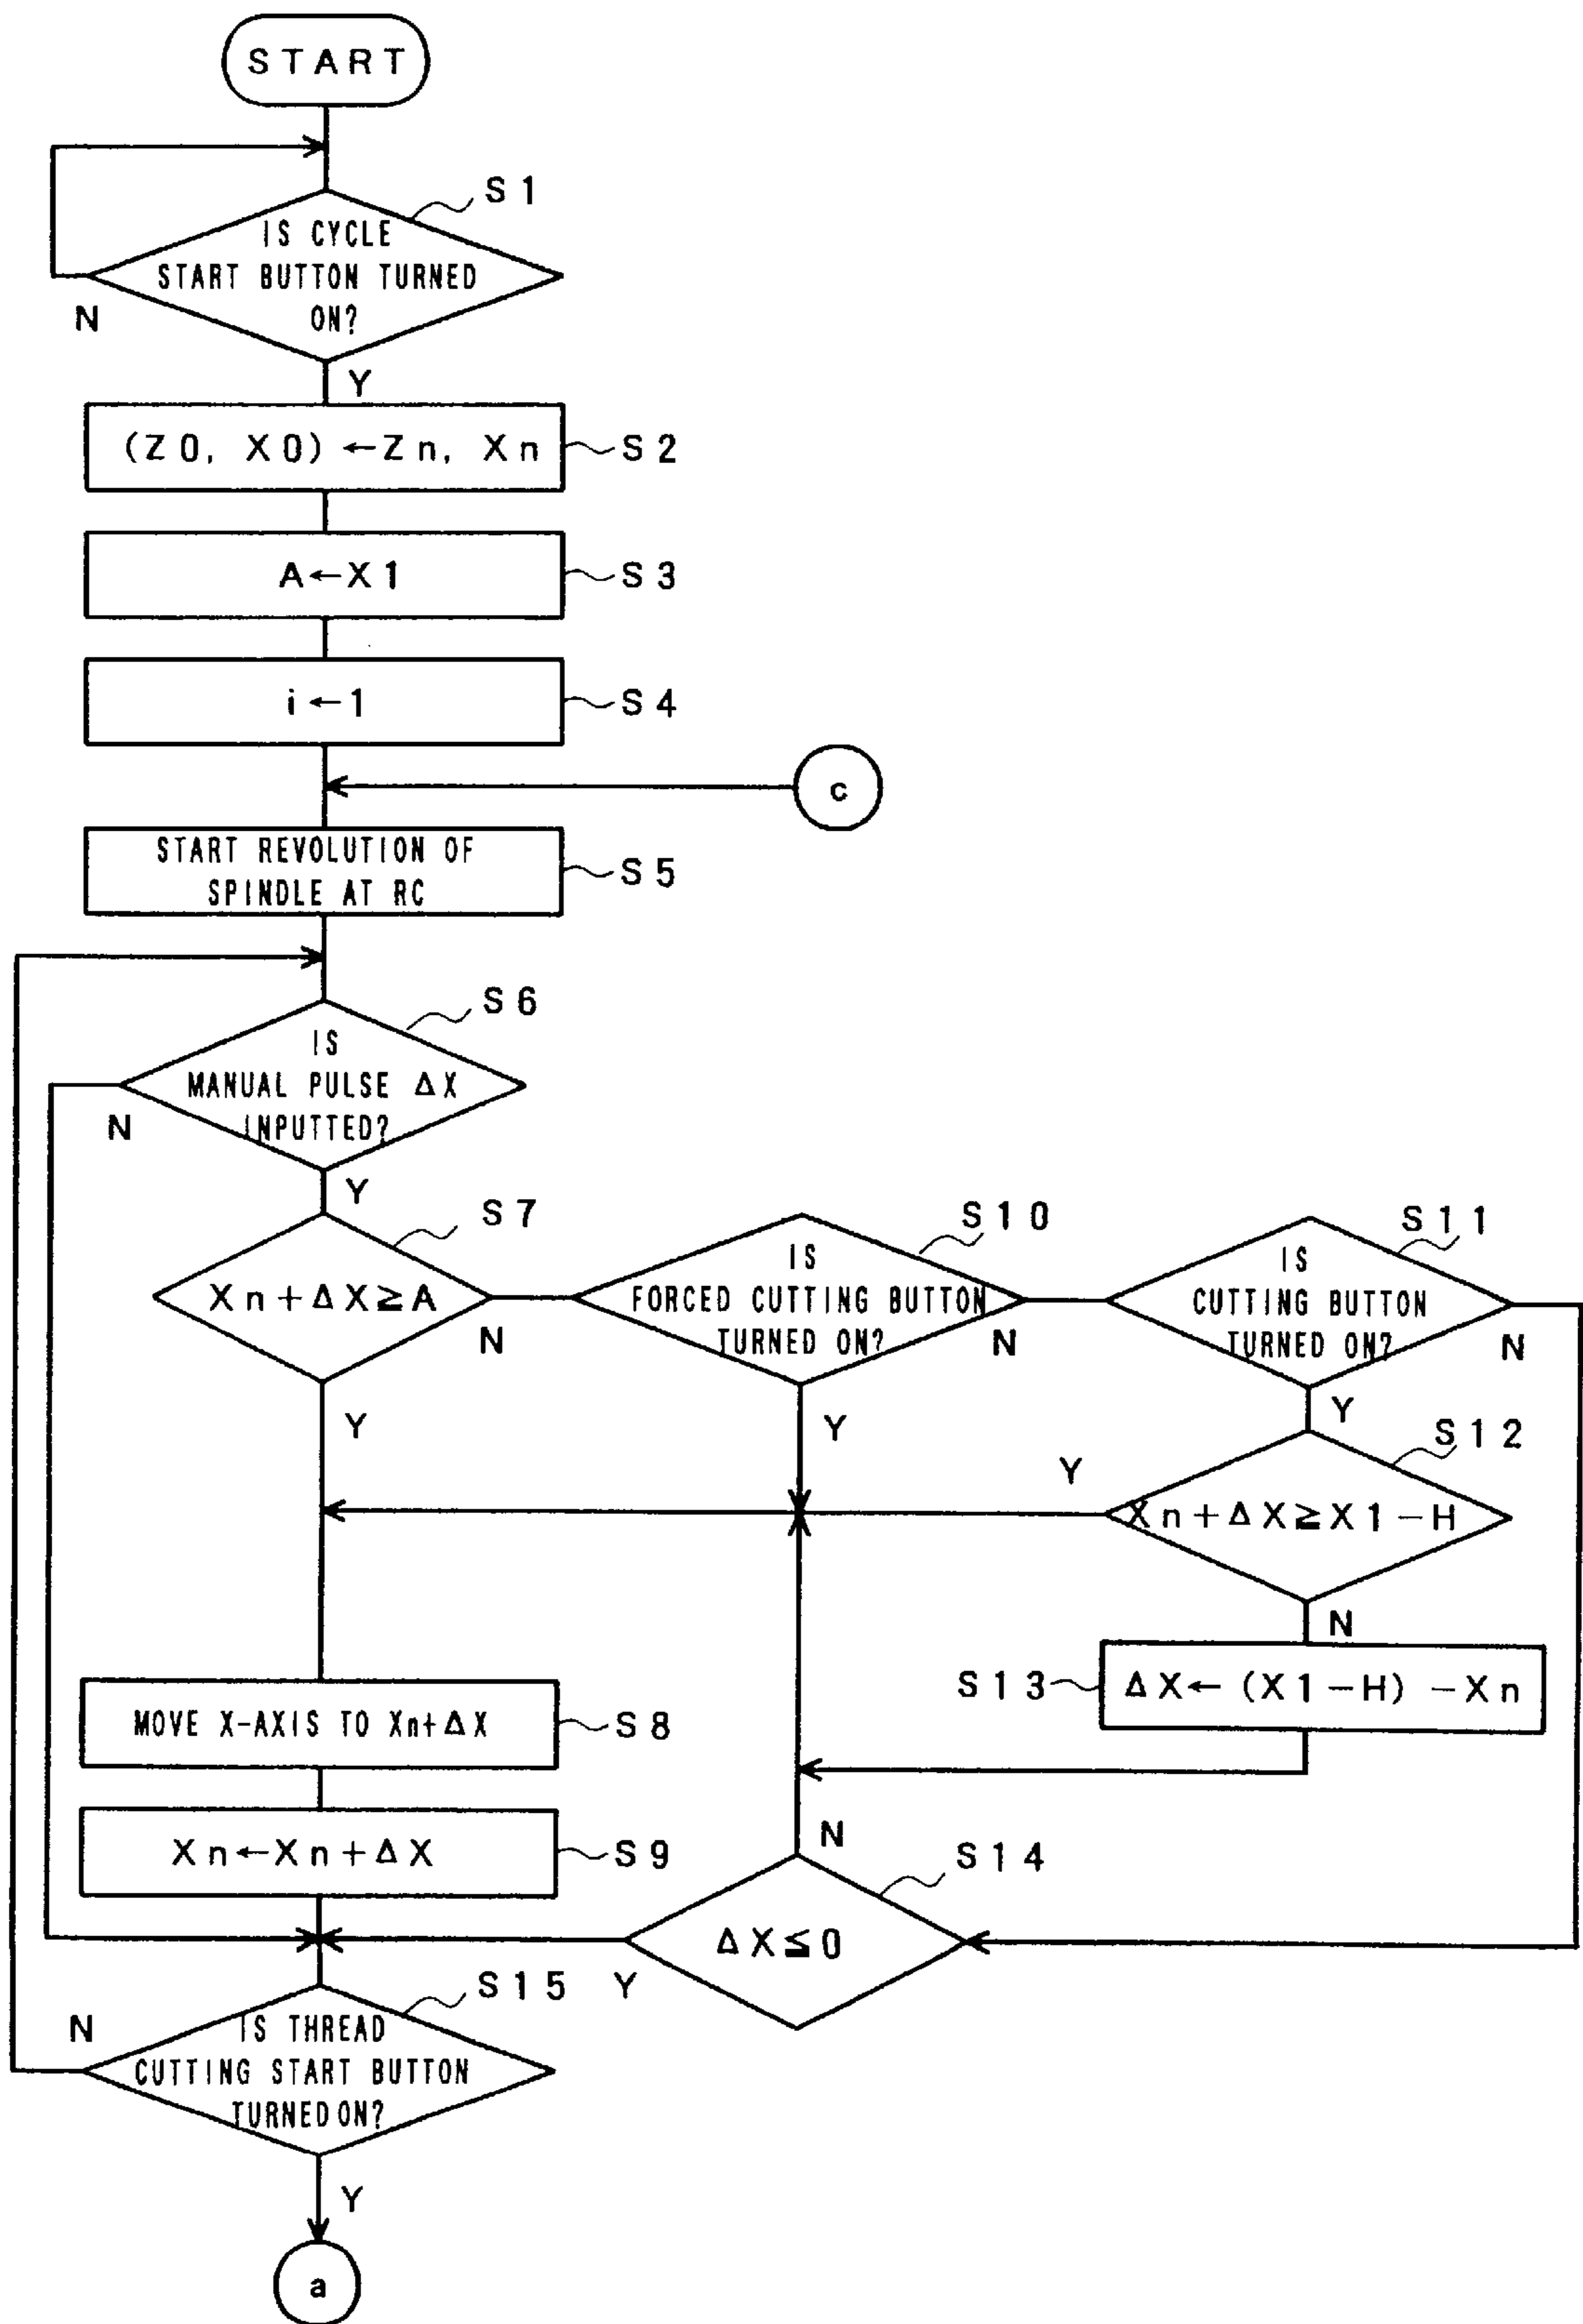 START
S1
IS CYCLE
START BUTTON TURNED
ON?
N
Y
(Z0, X0) ←Zn, Xn
S2
A←X1
S3
i←1
S4
c
START REVOLUTION OF
SPINDLE AT RC
S5
S6
IS
MANUAL PULSE ΔX
INPUTTED?
N
Y
S7
Xn+ΔX≧A
N
Y
S10
IS
FORCED CUTTING BUTTON
TURNED ON?
N
Y
S11
IS
CUTTING BUTTON
TURNED ON?
N
Y
S12
Y
Xn+ΔX≧X1-H
N
S13
ΔX←(X1-H)-Xn
MOVE X-AXIS TO Xn+ΔX
S8
Xn←Xn+ΔX
S9
N
S14
ΔX≦0
Y
S15
N
IS THREAD
CUTTING START BUTTON
TURNED ON?
Y
a